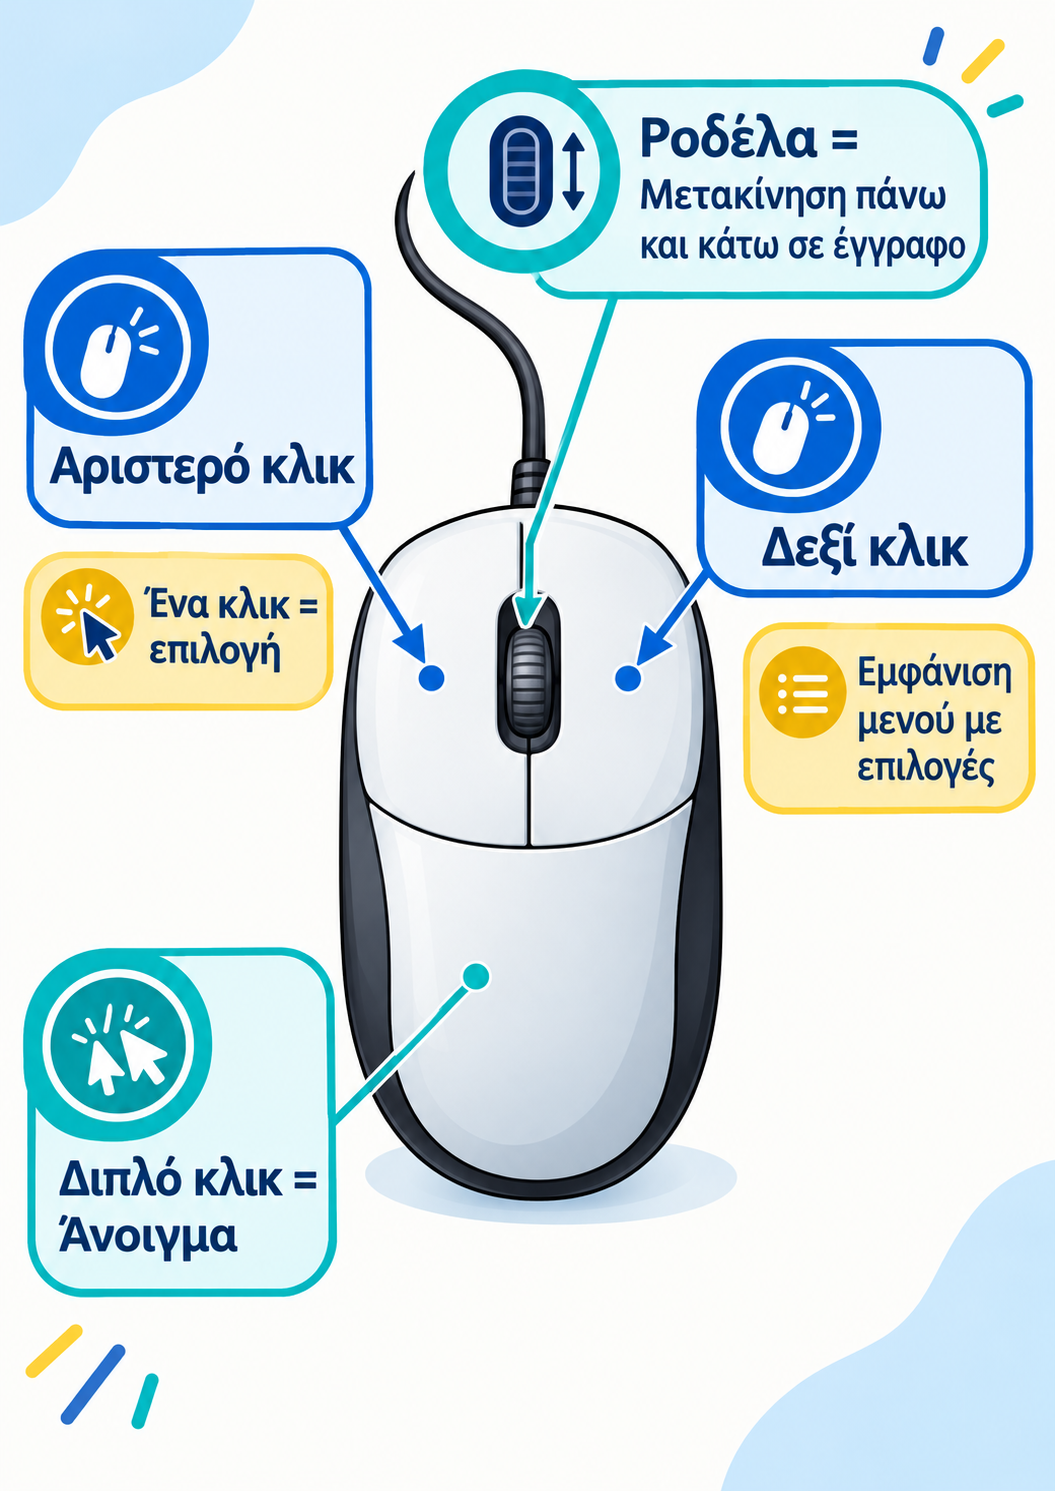 Ροδέλα =
Μετακίνηση πάνω
και κάτω σε έγγραφο
Αριστερό κλικ
Ένα κλικ =
επιλογή
Δεξί κλικ
Εμφάνιση
μενού με
επιλογές
Διπλό κλικ =
Άνοιγμα